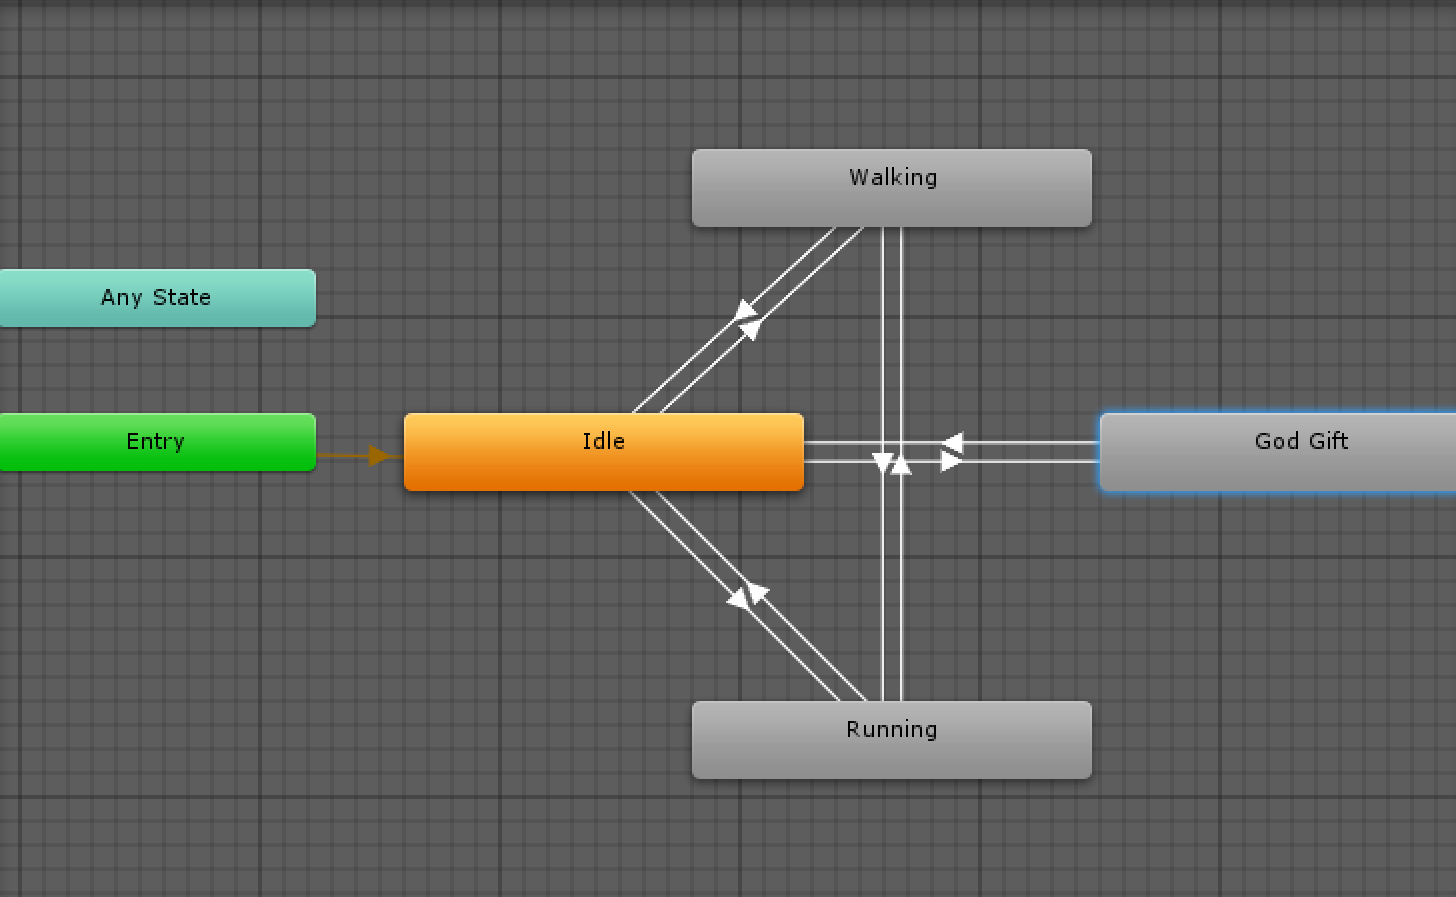 Walking
Any State
Entry
Idle
God Gift
Running